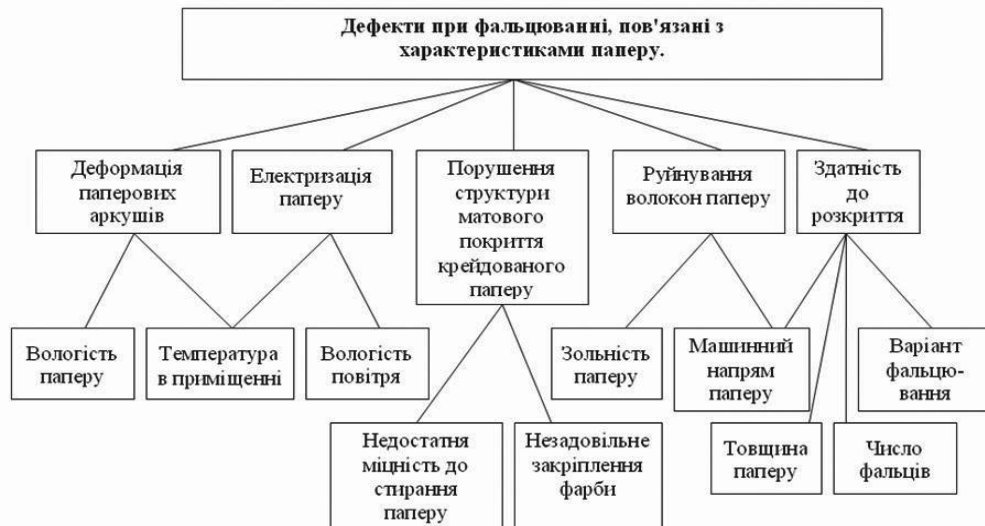 Дефекти при фальцюванні, пов'язані з
характеристиками паперу.
Деформація
паперових
аркушів
Електризація
паперу
Порушення
структури
матового
покриття
крейдованого
паперу
Руйнування
волокон паперу
Здатність
до
розкриття
Вологість
паперу
Температура
в приміщенні
Вологість
повітря
Зольність
паперу
Машинний
напрям
паперу
Варіант
фальцю-
вання
Недостатня
міцність до
стирання
паперу
Незадовільне
закріплення
фарби
Товщина
паперу
Число
фальців